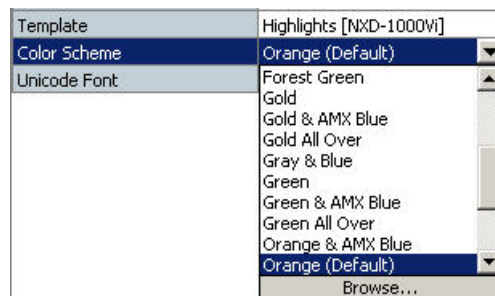 Template Highlights [NXD-1000Vi]
Color Scheme Orange (Default)
Unicode Font
Forest Green
Gold
Gold & AMX Blue
Gold All Over
Gray & Blue
Green
Green & AMX Blue
Green All Over
Orange & AMX Blue
Orange (Default)
Browse...